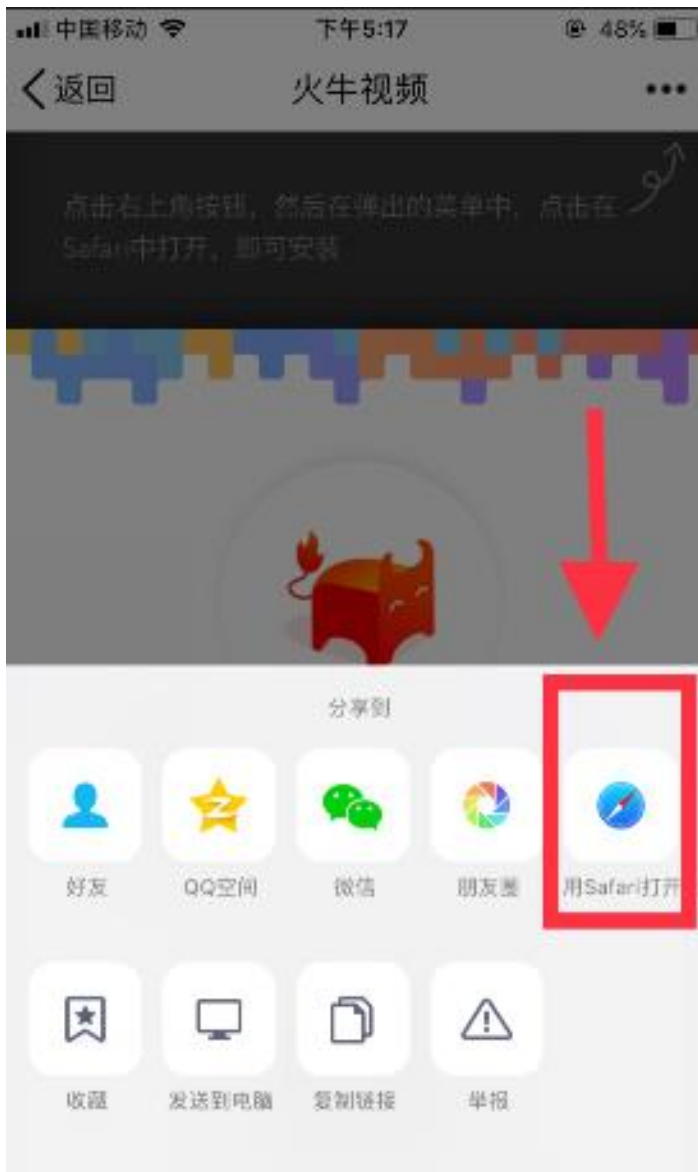 中国移动 下午5:17 48%
返回 火牛视频
点击右上角按钮，然后在弹出的菜单中，点击在
Safari中打开，即可安装
分享到
好友 QQ空间 微信 朋友圈 用Safari打开
收藏 发送到电脑 复制链接 举报